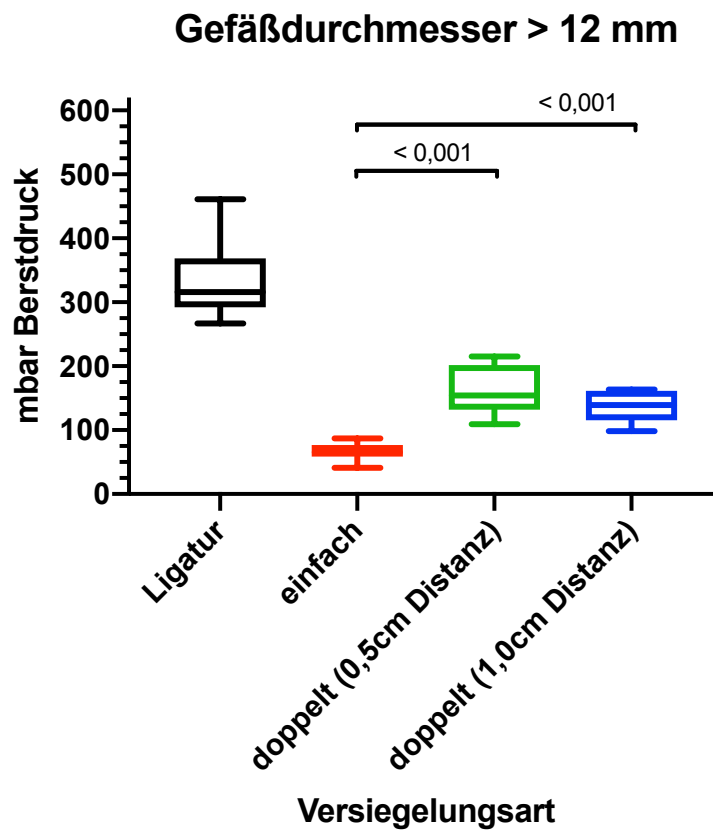 Gefäßdurchmesser > 12 mm
< 0,001
< 0,001
600
500
400
300
200
100
0
mbar Berstdruck
Ligatur
einfach
doppelt (0,5cm Distanz)
doppelt (1,0cm Distanz)
Versiegelungsart